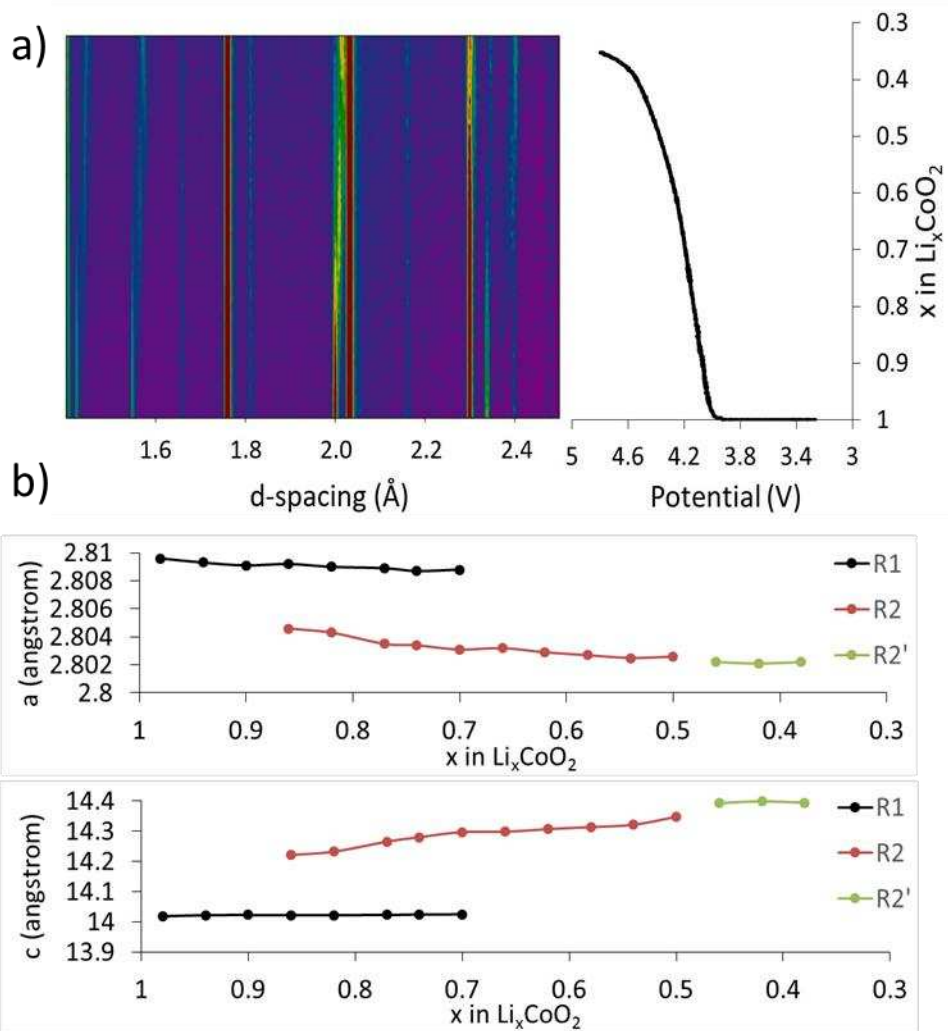 a)
0.3
0.4
0.5
0.6
0.7
0.8
0.9
1
x in LiₓCoO₂
1.6 1.8 2.0 2.2 2.4
d-spacing (Å)
5 4.6 4.2 3.8 3.4 3
Potential (V)
b)
2.81
2.808
2.806
2.804
2.802
2.8
a (angstrom)
R1
R2
R2'
1 0.9 0.8 0.7 0.6 0.5 0.4 0.3
x in LiₓCoO₂
14.4
14.3
14.2
14.1
14
13.9
c (angstrom)
R1
R2
R2'
1 0.9 0.8 0.7 0.6 0.5 0.4 0.3
x in LiₓCoO₂